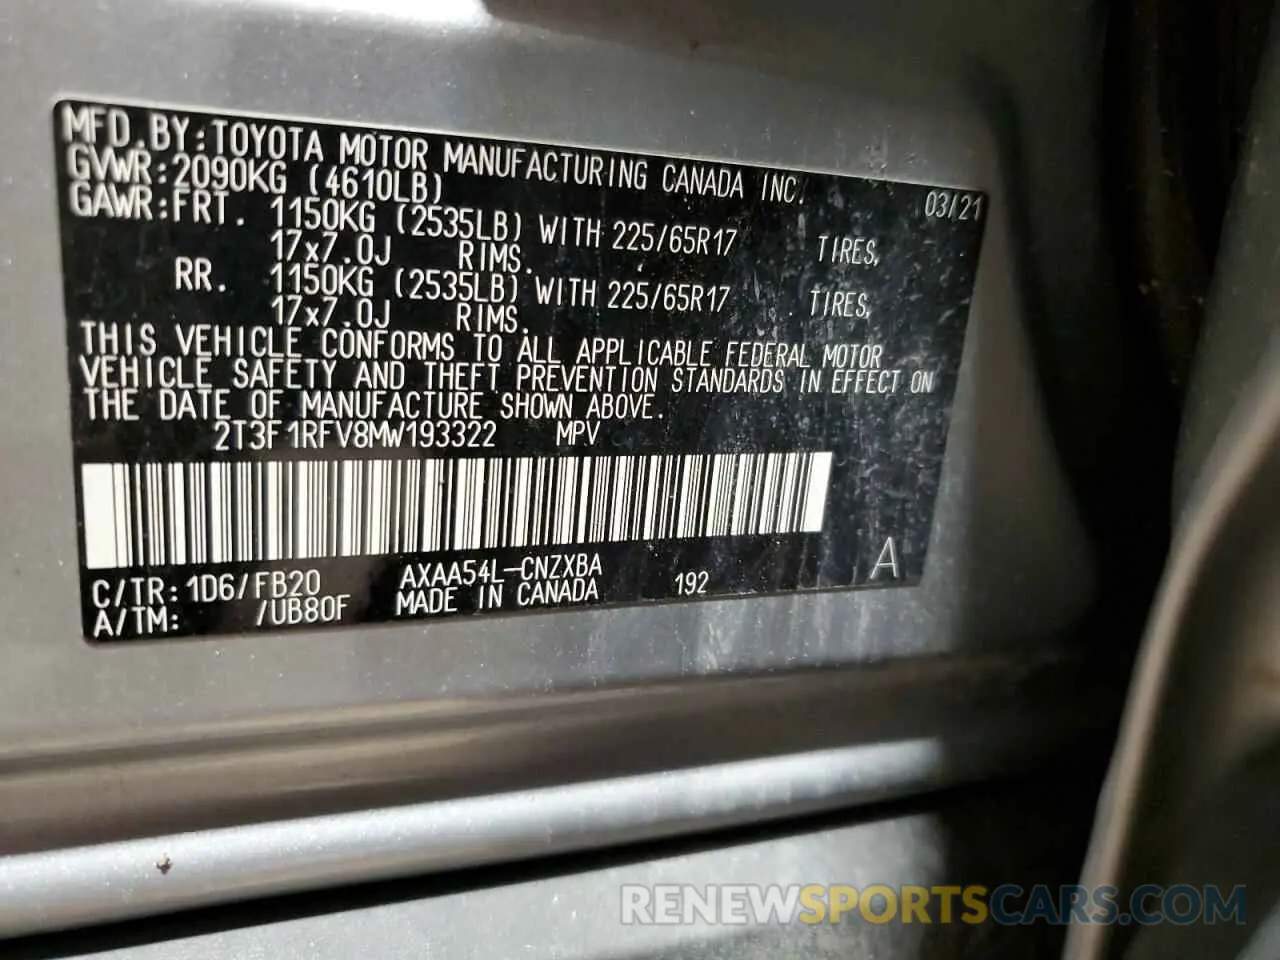 MFD.BY:TOYOTA MOTOR MANUFACTURING CANADA INC. 03/21
GVWR:2090KG (4610LB)
GAWR:FRT. 1150KG (2535LB) WITH 225/65R17 TIRES,
17x7.0J RIMS.
RR. 1150KG (2535LB) WITH 225/65R17 TIRES,
17x7.0J RIMS.
THIS VEHICLE CONFORMS TO ALL APPLICABLE FEDERAL MOTOR
VEHICLE SAFETY AND THEFT PREVENTION STANDARDS IN EFFECT ON
THE DATE OF MANUFACTURE SHOWN ABOVE.
2T3F1RFV8MW193322 MPV
C/TR:1D6/FB20 AXAA54L-CNZXBA 192 A
A/TM: /UB80F MADE IN CANADA
RENEWSPORTSCARS.COM